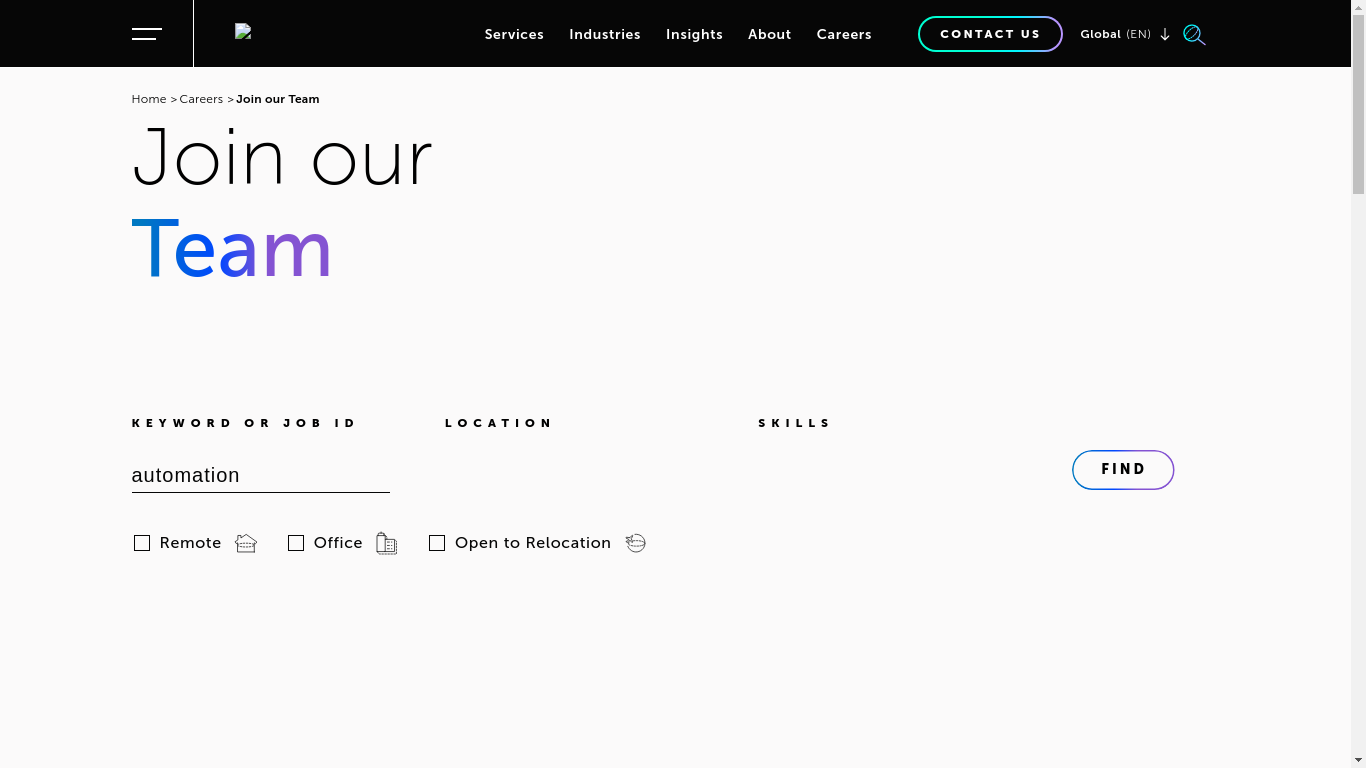 Services Industries Insights About Careers CONTACT US Global (EN)
Home > Careers > Join our Team
Join our
Team
KEYWORD OR JOB ID LOCATION SKILLS
automation FIND
Remote Office Open to Relocation